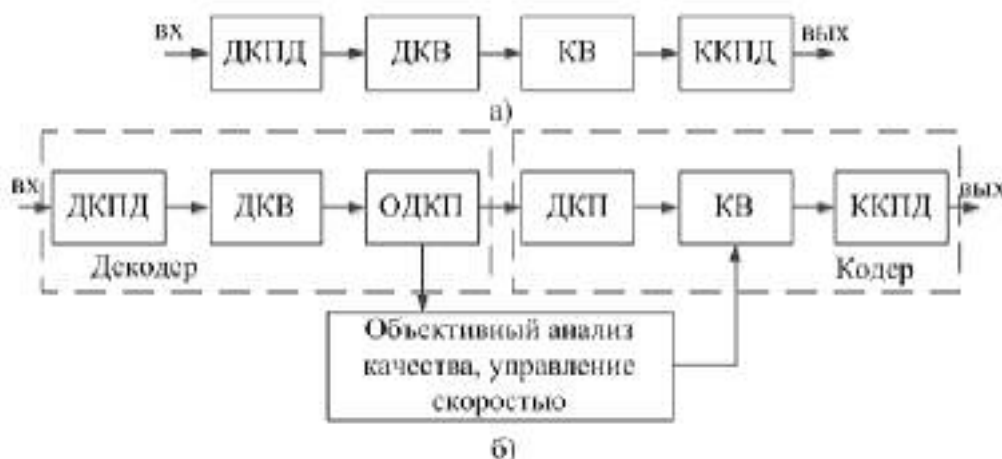 вх
ДКПД
ДКВ
КВ
ККПД
вых
а)
вх
ДКПД
ДКВ
ОДКП
ДКП
КВ
ККПД
вых
Декодер
Кодер
Объективный анализ
качества, управление
скоростью
б)